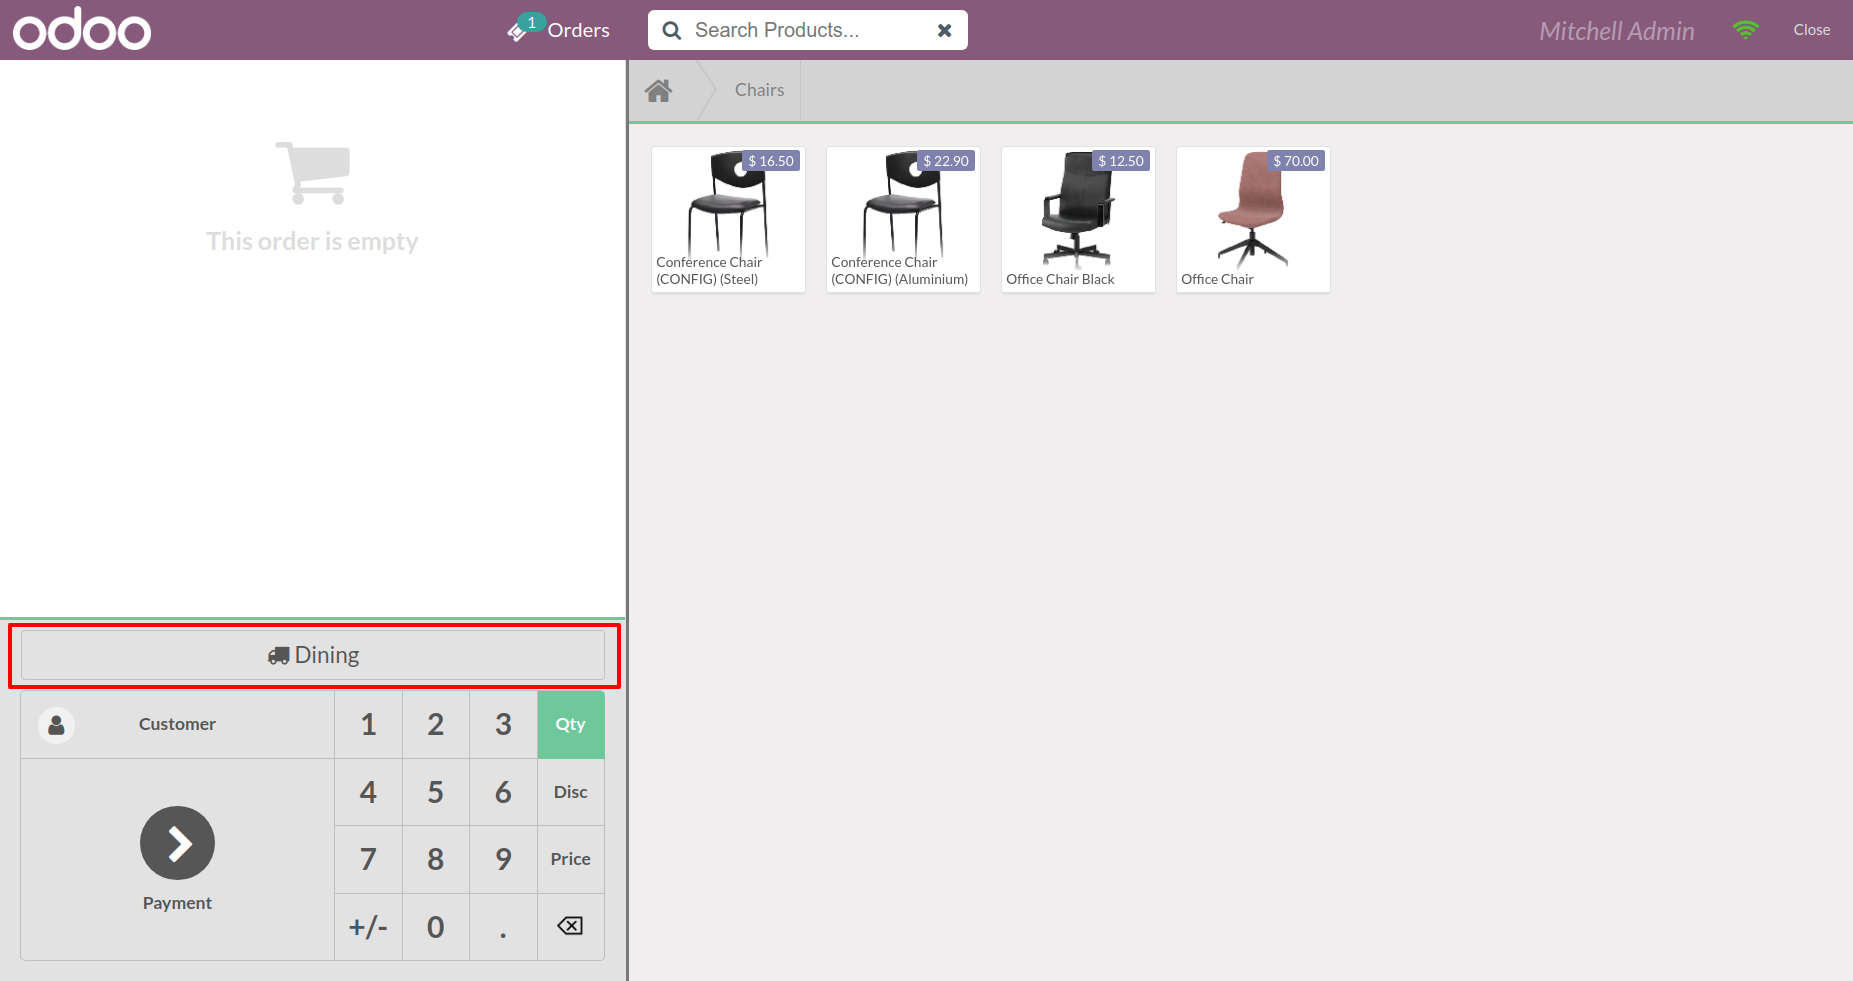 odoo
1
Orders
Search Products...
Mitchell Admin
Close
This order is empty
Chairs
$ 16.50
Conference Chair
(CONFIG) (Steel)
$ 22.90
Conference Chair
(CONFIG) (Aluminium)
$ 12.50
Office Chair Black
$ 70.00
Office Chair
Dining
Customer
1 2 3 Qty
4 5 6 Disc
7 8 9 Price
Payment
+/- 0 .